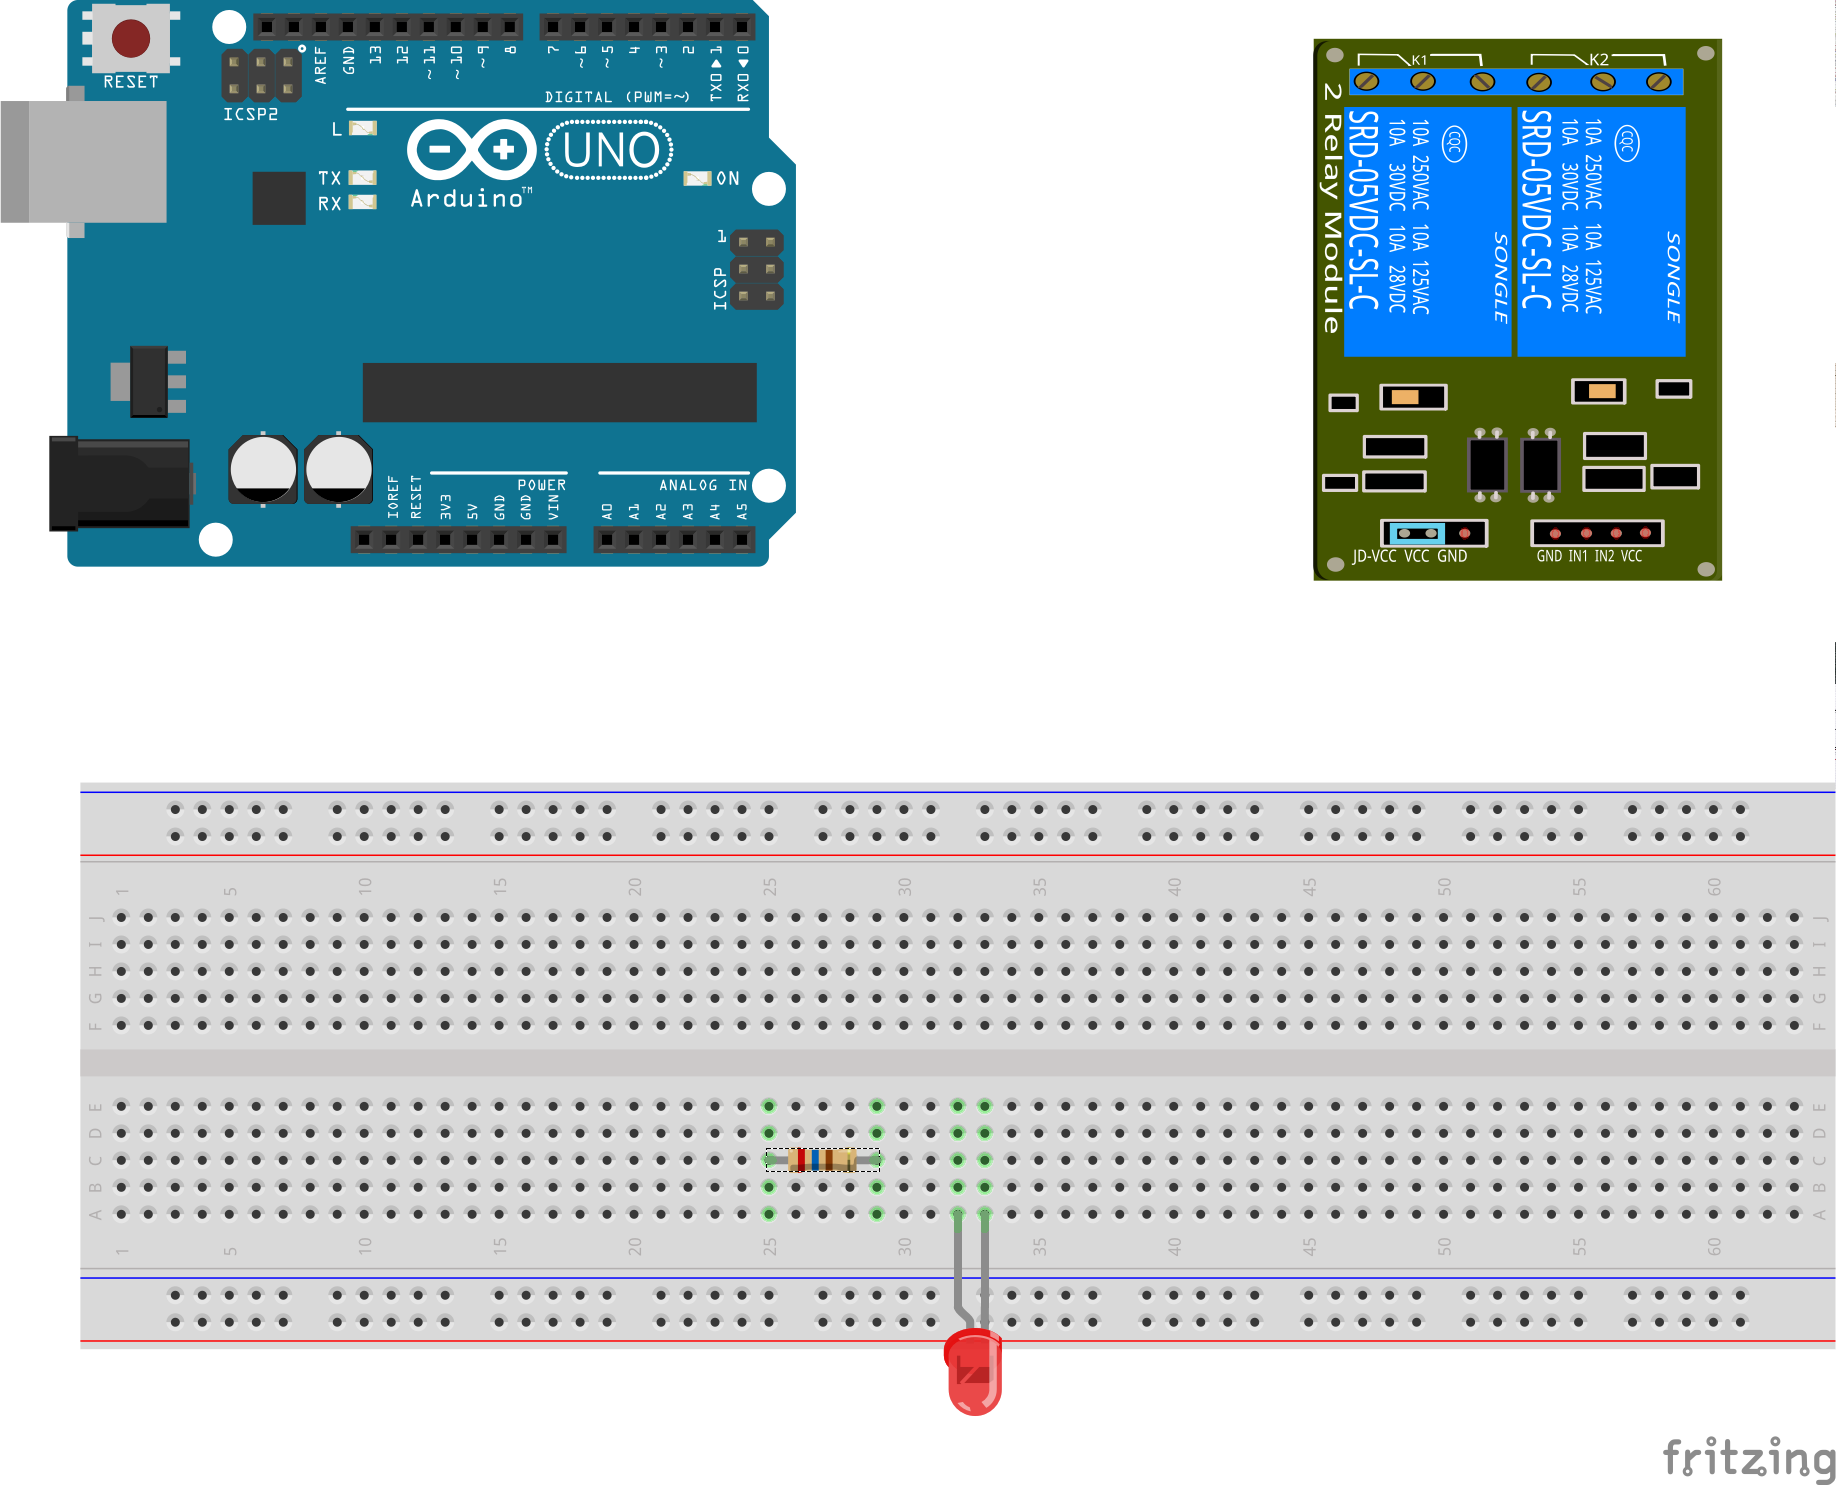 RESET
ICSP2
AREF
GND
13
12
~11
~10
~9
8
7
~6
~5
4
~3
2
TX0▶1
RX0◀0
DIGITAL (PWM=~)
L
TX
RX
Arduino™
UNO
ON
1
ICSP
IOREF
RESET
3V3
5V
GND
GND
VIN
POWER
A0
A1
A2
A3
A4
A5
ANALOG IN
2 Relay Module
K1
K2
SRD-05VDC-SL-C
10A 30VDC 10A 28VDC
10A 250VAC 10A 125VAC
CQC
SONGLE
SRD-05VDC-SL-C
10A 30VDC 10A 28VDC
10A 250VAC 10A 125VAC
CQC
SONGLE
JD-VCC VCC GND
GND IN1 IN2 VCC
1 5 10 15 20 25 30 35 40 45 50 55 60
J J
I I
H H
G G
F F
E E
D D
C C
B B
A A
1 5 10 15 20 25 30 35 40 45 50 55 60
fritzing